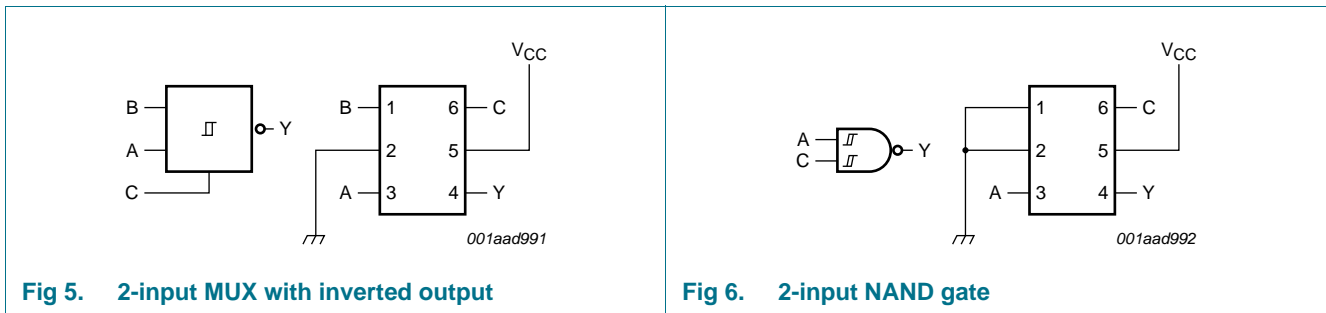 VCC
B
A
C
Y
B 1 6 C
2 5
A 3 4 Y
001aad991
Fig 5. 2-input MUX with inverted output
VCC
A
C
Y
1 6 C
2 5
A 3 4 Y
001aad992
Fig 6. 2-input NAND gate